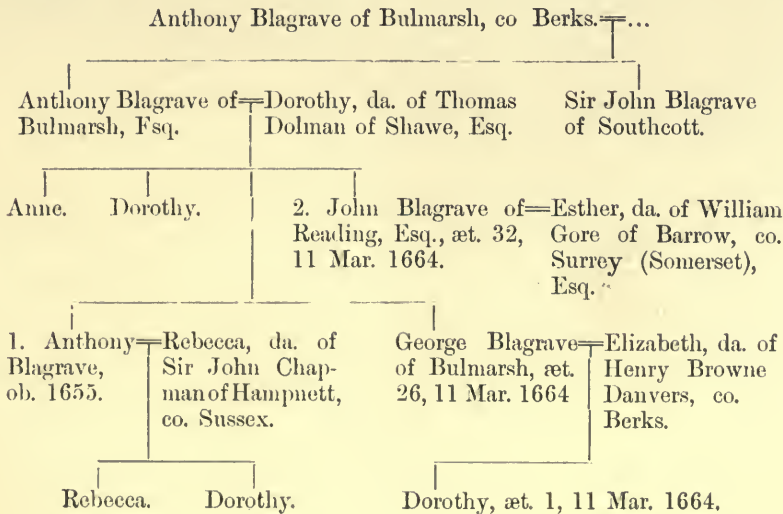 Anthony Blagrave of Bulmarsh, co Berks.=...
Anthony Blagrave of=Dorothy, da. of Thomas
Bulmarsh, Fsq.
Dolman of Shawe, Esq.
Sir John Blagrave
of Southcott.
Anne.
Dorothy.
2. John Blagrave of=Esther, da. of William
Reading, Esq., æt. 32,
11 Mar. 1664.
Gore of Barrow, co.
Surrey (Somerset),
Esq.
1. Anthony=Rebecca, da. of
Blagrave,
ob. 1655.
Sir John Chap-
man of Hampnett,
co. Sussex.
George Blagrave=Elizabeth, da. of
of Bulmarsh, æt.
26, 11 Mar. 1664
Henry Browne
Danvers, co.
Berks.
Rebecca.
Dorothy.
Dorothy, æt. 1, 11 Mar. 1664.